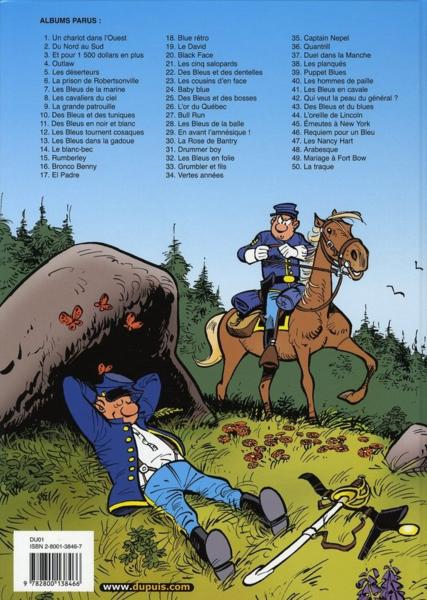 ALBUMS PARUS :
1. Un chariot dans l'Ouest
2. Du Nord au Sud
3. Et pour 1 500 dollars en plus
4. Outlaw
5. Les déserteurs
6. La prison de Robertsonville
7. Les Bleus de la marine
8. Les cavaliers du ciel
9. La grande patrouille
10. Des Bleus et des tuniques
11. Des Bleus en noir et blanc
12. Les Bleus tournent cosaques
13. Les Bleus dans la gadoue
14. Le blanc-bec
15. Rumberley
16. Bronco Benny
17. El Padre
18. Blue rétro
19. Le David
20. Black Face
21. Les cinq salopards
22. Des Bleus et des dentelles
23. Les cousins d'en face
24. Baby blue
25. Des Bleus et des bosses
26. L'or du Québec
27. Bull Run
28. Les Bleus de la balle
29. En avant l'amnésique !
30. La Rose de Bantry
31. Drummer boy
32. Les Bleus en folie
33. Grumbler et fils
34. Vertes années
35. Captain Nepel
36. Quantrill
37. Duel dans la Manche
38. Les planqués
39. Puppet Blues
40. Les hommes de paille
41. Les Bleus en cavale
42. Qui veut la peau du général ?
43. Des Bleus et du blues
44. L'oreille de Lincoln
45. Émeutes à New York
46. Requiem pour un Bleu
47. Les Nancy Hart
48. Arabesque
49. Mariage à Fort Bow
50. La traque
DU01
ISBN 2-8001-3846-7
9 782800 138466
www.dupuis.com